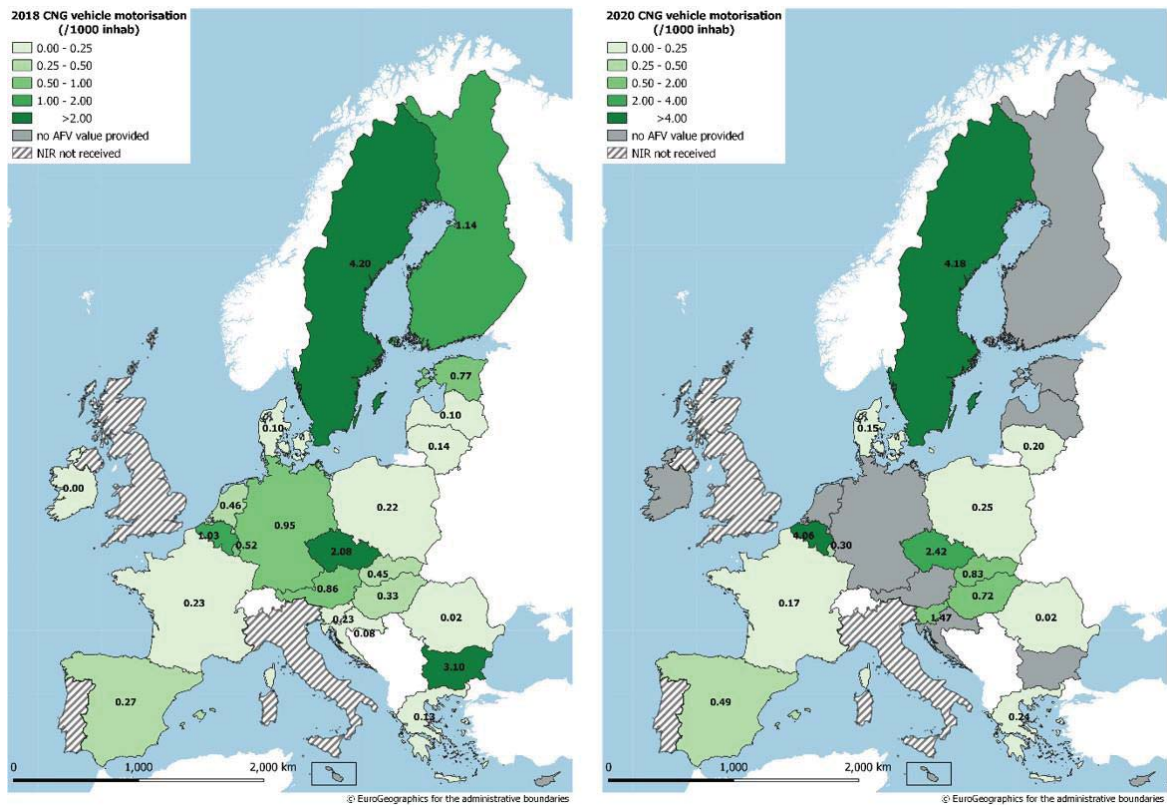 2018 CNG vehicle motorisation
(/1000 inhab)
0.00 - 0.25
0.25 - 0.50
0.50 - 1.00
1.00 - 2.00
>2.00
no AFV value provided
NIR not received
1.14
4.20
0.77
0.10
0.10
0.14
0.00
0.46
0.22
0.95
1.03
0.52
2.08
0.45
0.86
0.33
0.23
0.23
0.02
0.08
3.10
0.27
0.13
0
1,000
2,000 km
© EuroGeographics for the administrative boundaries
2020 CNG vehicle motorisation
(/1000 inhab)
0.00 - 0.25
0.25 - 0.50
0.50 - 2.00
2.00 - 4.00
>4.00
no AFV value provided
NIR not received
4.18
0.15
0.20
0.25
4.06
0.30
2.42
0.83
0.72
0.17
1.47
0.02
0.49
0.24
0
1,000
2,000 km
© EuroGeographics for the administrative boundaries